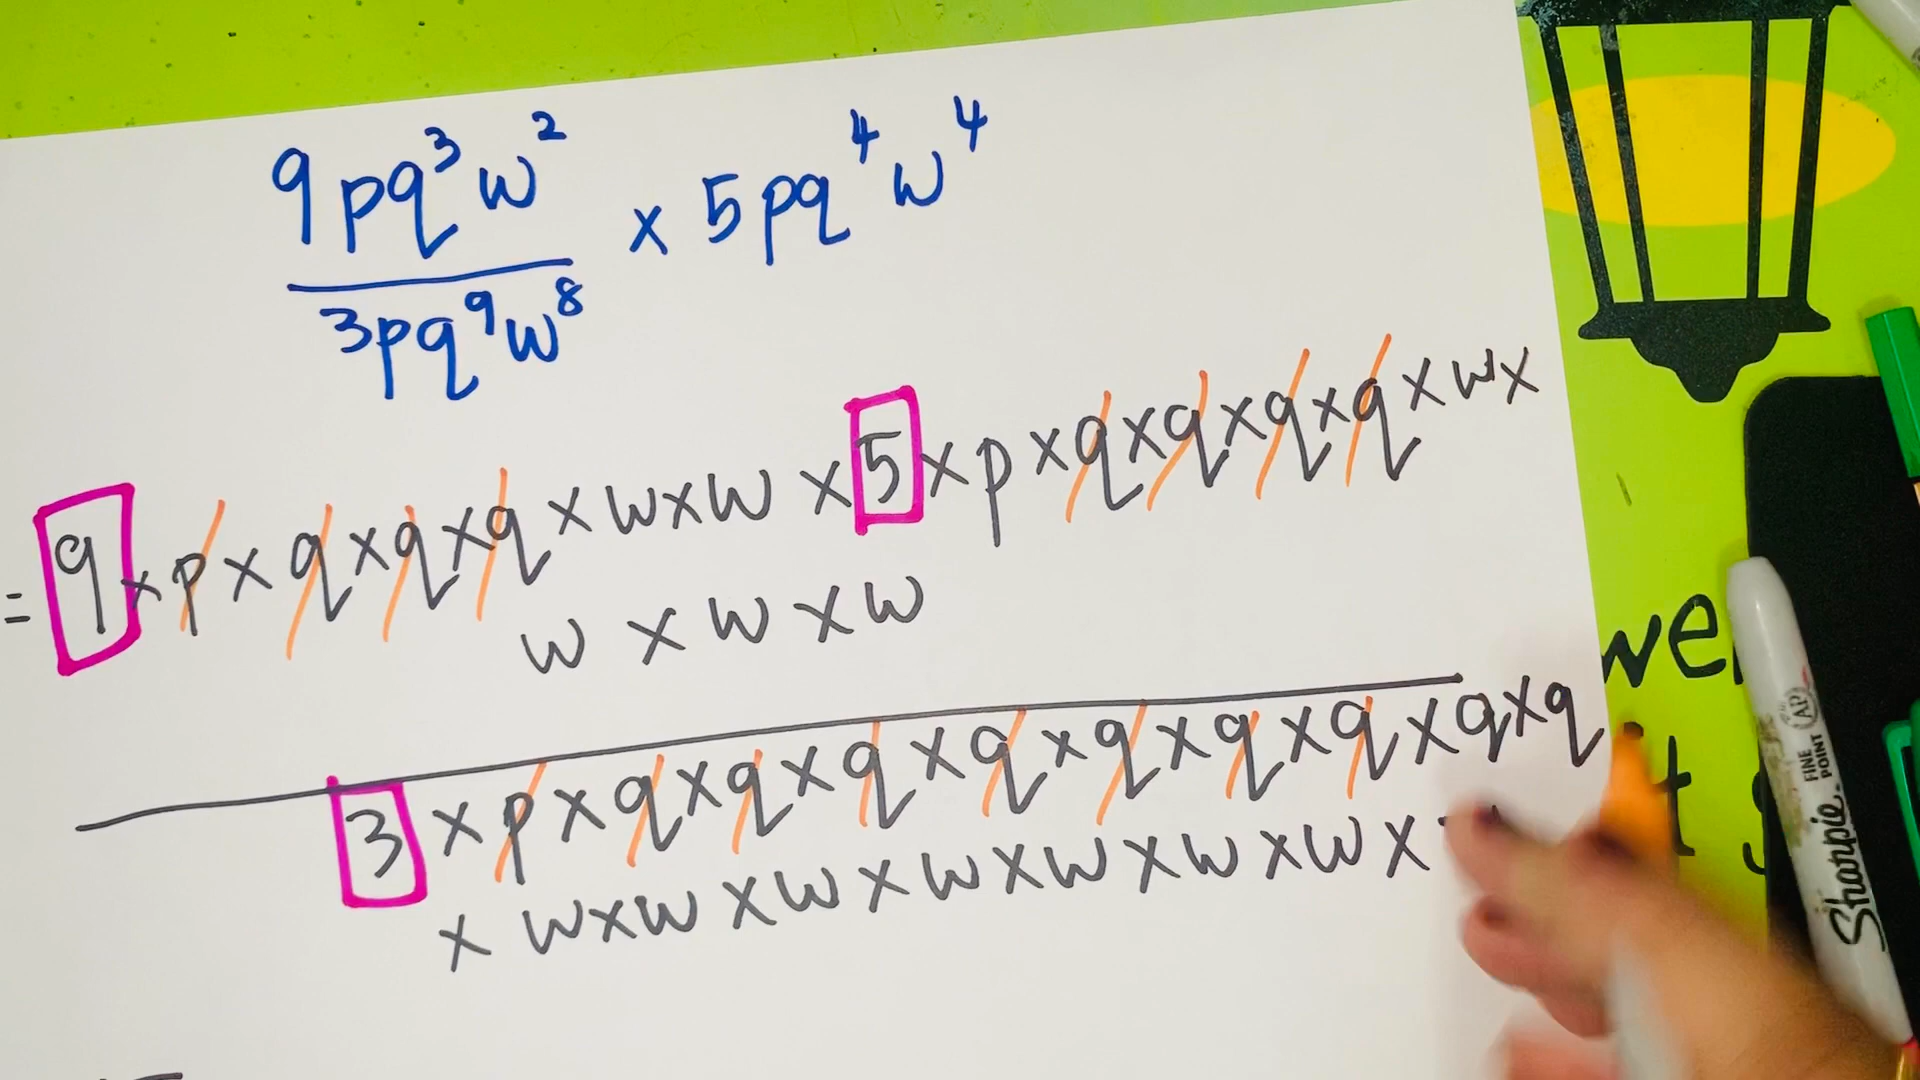 9pq³w² × 5pq⁴w⁴
3pq⁹w⁸
= 9 × p × q × q × q × w × w × 5 × p × q × q × q × q × w ×
w × w × w
3 × p × q × q × q × q × q × q × q × q × q
× w × w × w × w × w × w × w ×
we
t
Sharpie.
FINE POINT
AP